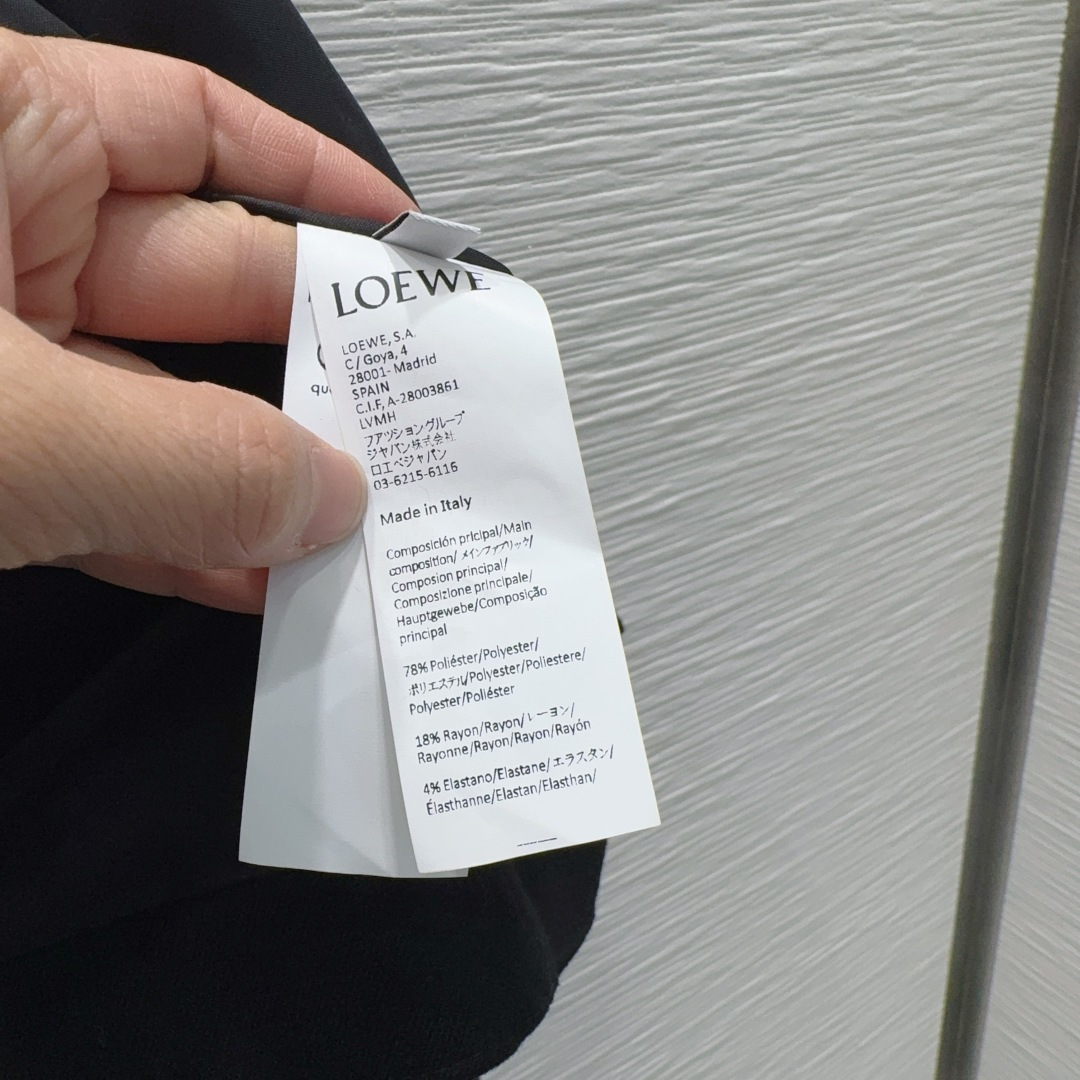 LOEWE
LOEWE, S.A.
C/ Goya, 4
28001- Madrid
SPAIN
C.I.F, A-28003861
LVMH
フアッショングループ
ジャパン株式会社
ロエベジャパン
03-6215-6116
Made in Italy
Composición pricipal/Main
composition/ メインファブリック/
Composion principal/
Composizione principale/
Hauptgewebe/Composição
principal
78% Poliéster/Polyester/
ポリエステル/Polyester/Poliestere/
Polyester/Poliéster
18% Rayon/Rayon/レーヨン/
Rayonne/Rayon/Rayon/Rayón
4% Elastano/Elastane/エラスタン/
Élasthanne/Elastan/Elasthan/